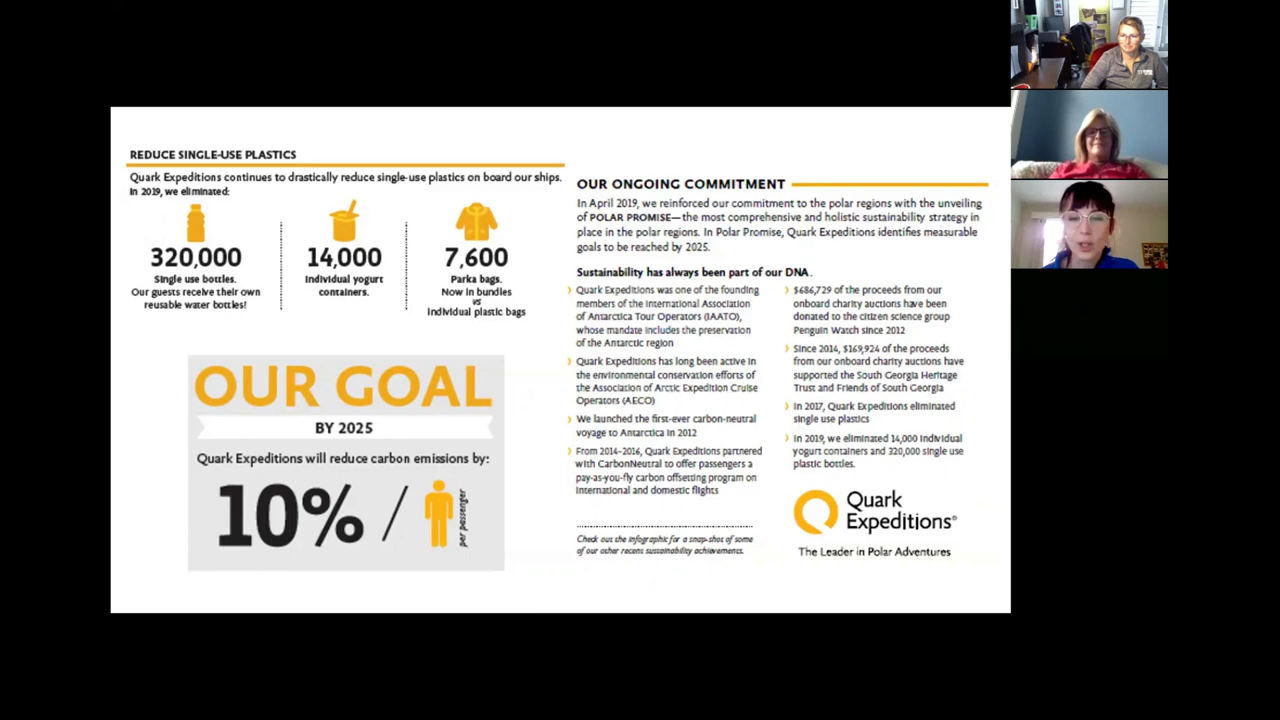 REDUCE SINGLE-USE PLASTICS
Quark Expeditions continues to drastically reduce single-use plastics on board our ships.
In 2019, we eliminated:
320,000
Single use bottles.
Our guests receive their own
reusable water bottles!
14,000
Individual yogurt
containers.
7,600
Parka bags.
Now in bundles
vs
individual plastic bags
OUR GOAL
BY 2025
Quark Expeditions will reduce carbon emissions by:
10% /
per passenger
OUR ONGOING COMMITMENT
In April 2019, we reinforced our commitment to the polar regions with the unveiling
of POLAR PROMISE—the most comprehensive and holistic sustainability strategy in
place in the polar regions. In Polar Promise, Quark Expeditions identifies measurable
goals to be reached by 2025.
Sustainability has always been part of our DNA.
Quark Expeditions was one of the founding
members of the International Association
of Antarctica Tour Operators (IAATO),
whose mandate includes the preservation
of the Antarctic region
Quark Expeditions has long been active in
the environmental conservation efforts of
the Association of Arctic Expedition Cruise
Operators (AECO)
We launched the first-ever carbon-neutral
voyage to Antarctica in 2012
From 2014-2016, Quark Expeditions partnered
with CarbonNeutral to offer passengers a
pay-as-you-fly carbon offsetting program on
international and domestic flights
Check out the infographic for a snap-shot of some
of our other recent sustainability achievements.
$686,729 of the proceeds from our
onboard charity auctions have been
donated to the citizen science group
Penguin Watch since 2012
Since 2014, $169,924 of the proceeds
from our onboard charity auctions have
supported the South Georgia Heritage
Trust and Friends of South Georgia
In 2017, Quark Expeditions eliminated
single use plastics
In 2019, we eliminated 14,000 individual
yogurt containers and 320,000 single use
plastic bottles.
Quark
Expeditions®
The Leader in Polar Adventures